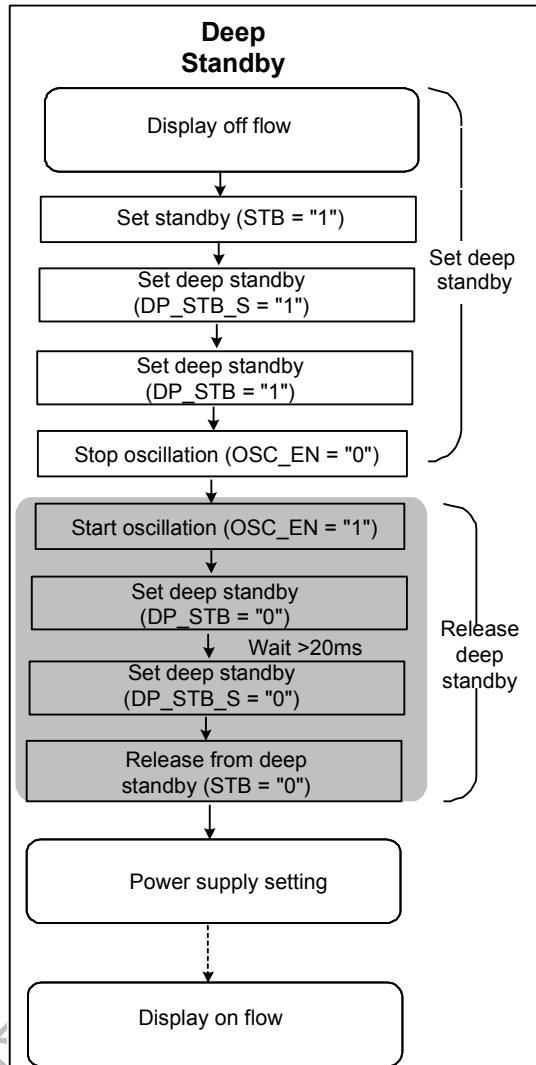 Deep
Standby
Display off flow
Set standby (STB = "1")
Set deep standby
(DP_STB_S = "1")
Set deep standby
(DP_STB = "1")
Stop oscillation (OSC_EN = "0")
Set deep
standby
Start oscillation (OSC_EN = "1")
Set deep standby
(DP_STB = "0")
Wait >20ms
Set deep standby
(DP_STB_S = "0")
Release from deep
standby (STB = "0")
Release
deep
standby
Power supply setting
Display on flow